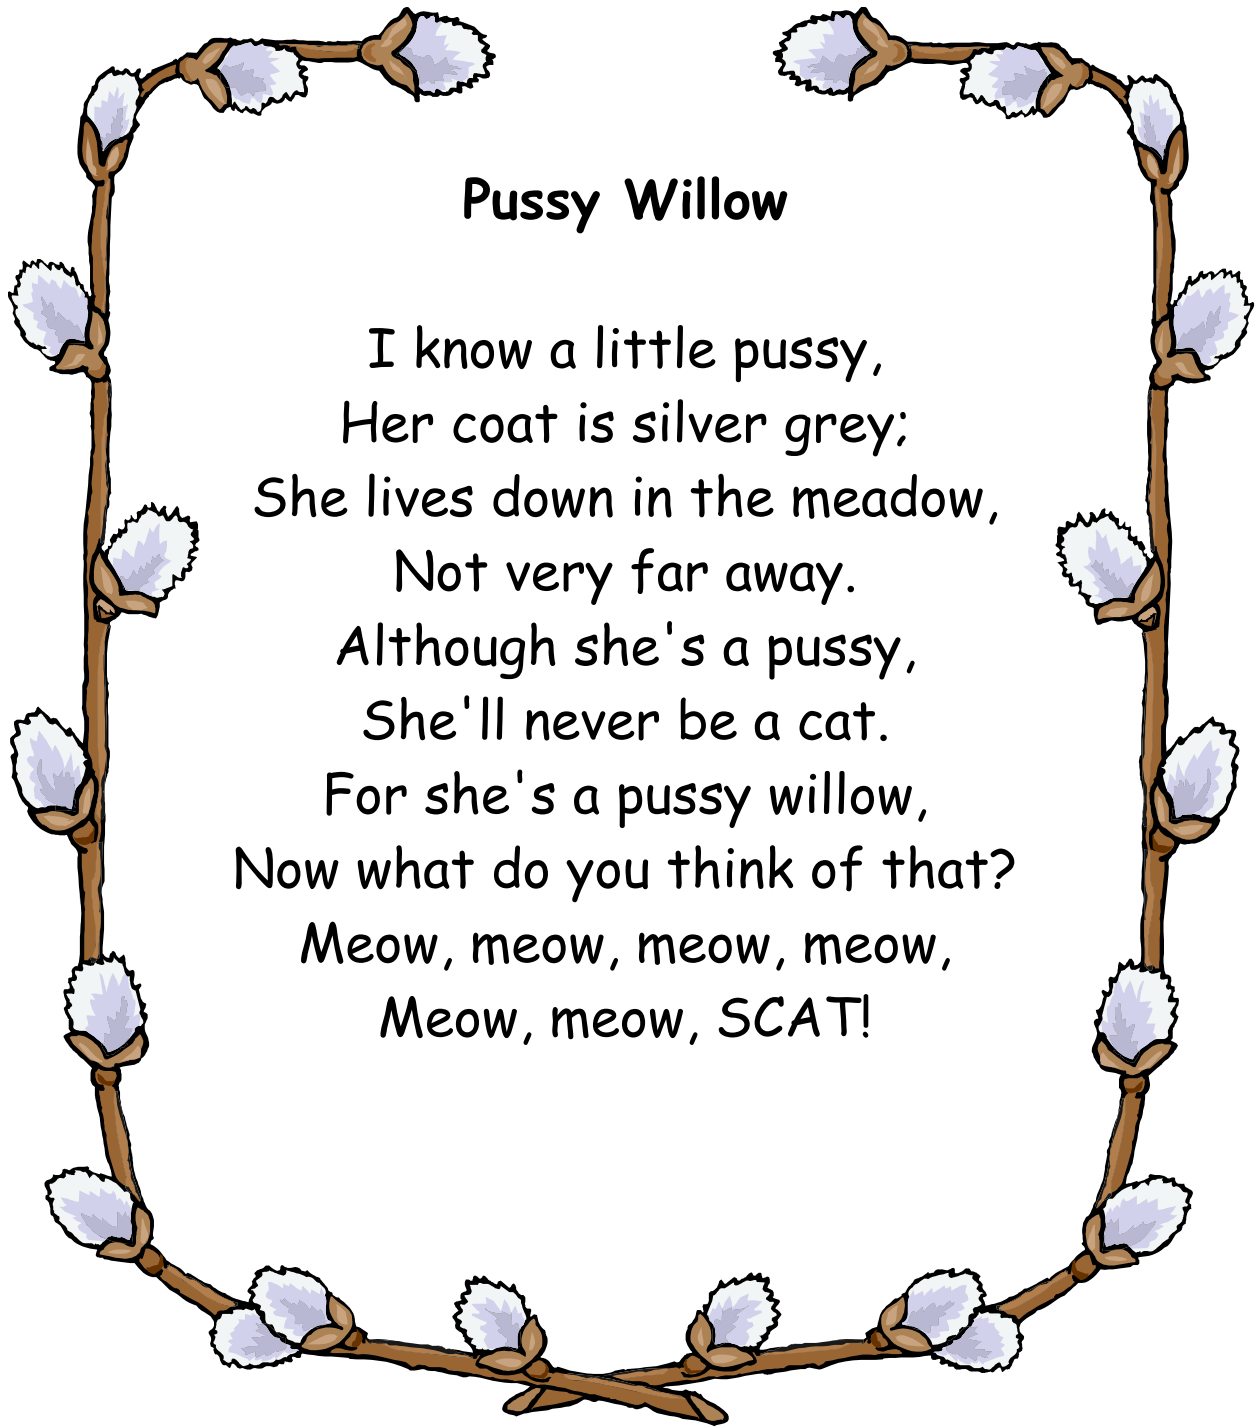 Pussy Willow
I know a little pussy,
Her coat is silver grey;
She lives down in the meadow,
Not very far away.
Although she's a pussy,
She'll never be a cat.
For she's a pussy willow,
Now what do you think of that?
Meow, meow, meow, meow,
Meow, meow, SCAT!